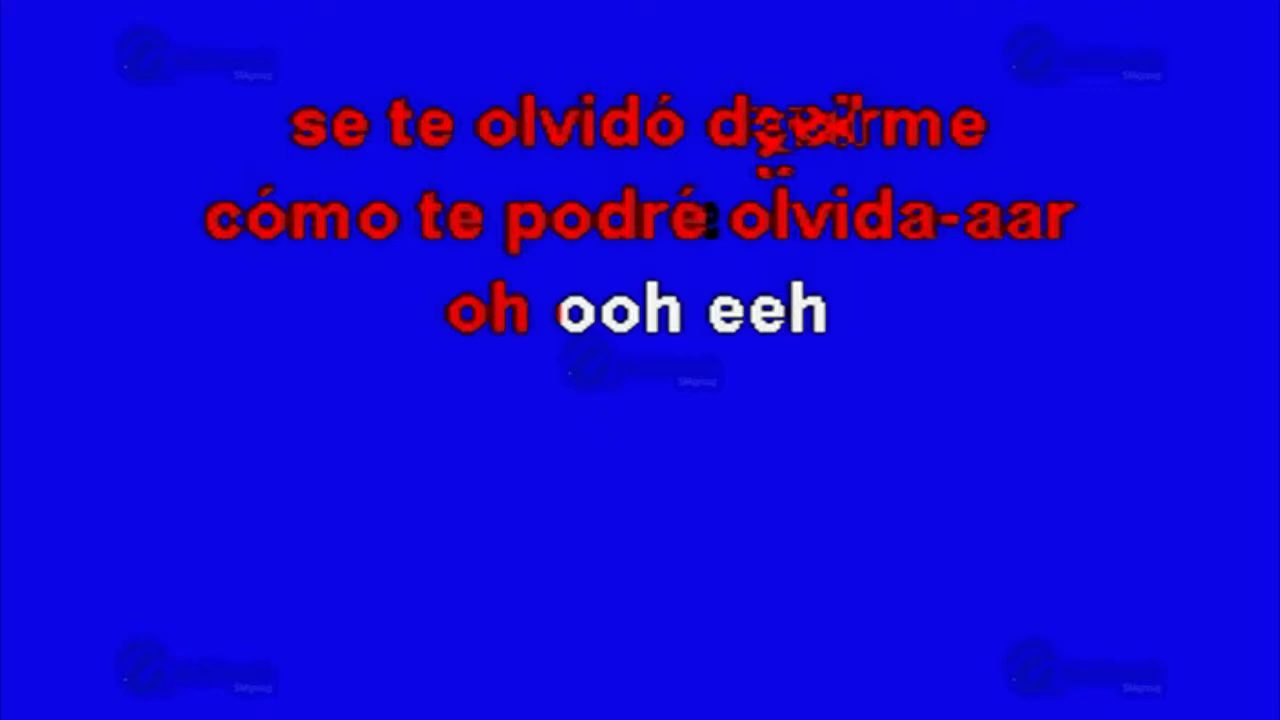 se te olvidó
cómo te podré olvida-aar
oh ooh eeh